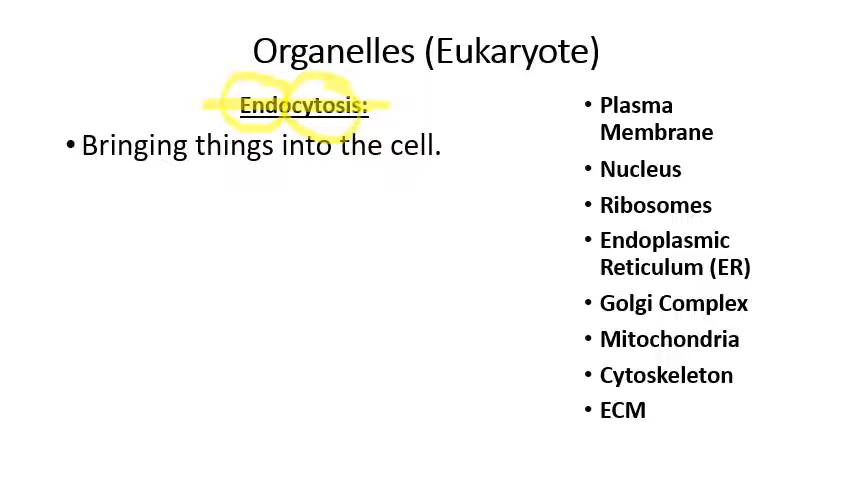 Organelles (Eukaryote)
Endocytosis:
• Bringing things into the cell.
• Plasma
Membrane
• Nucleus
• Ribosomes
• Endoplasmic
Reticulum (ER)
• Golgi Complex
• Mitochondria
• Cytoskeleton
• ECM